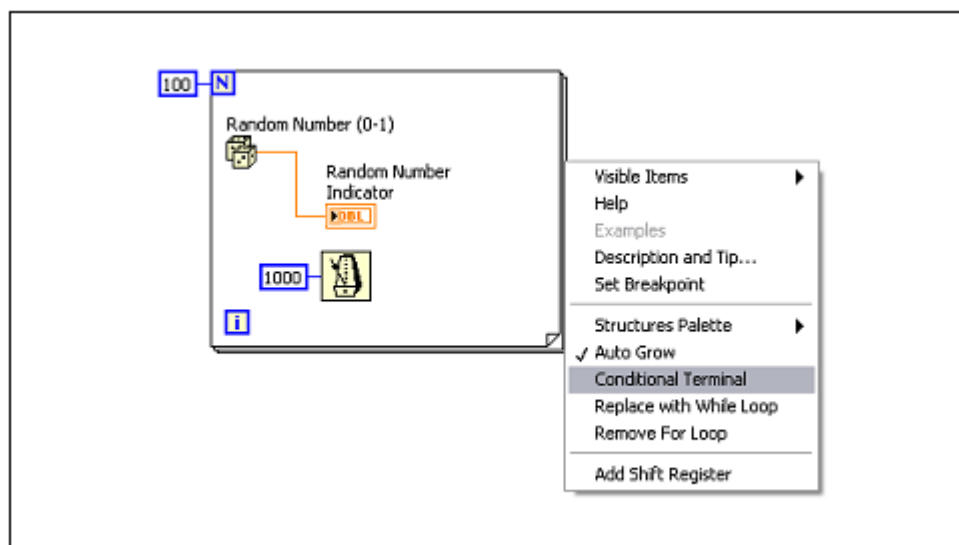 100 N
Random Number (0-1)
Random Number
Indicator
DBL
1000
i
Visible Items
Help
Examples
Description and Tip...
Set Breakpoint
Structures Palette
Auto Grow
Conditional Terminal
Replace with While Loop
Remove For Loop
Add Shift Register